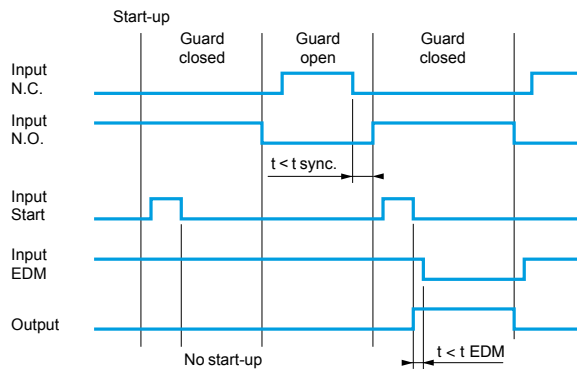 Start-up
Guard closed
Guard open
Guard closed
Input N.C.
Input N.O.
t < t sync.
Input Start
Input EDM
Output
t < t EDM
No start-up